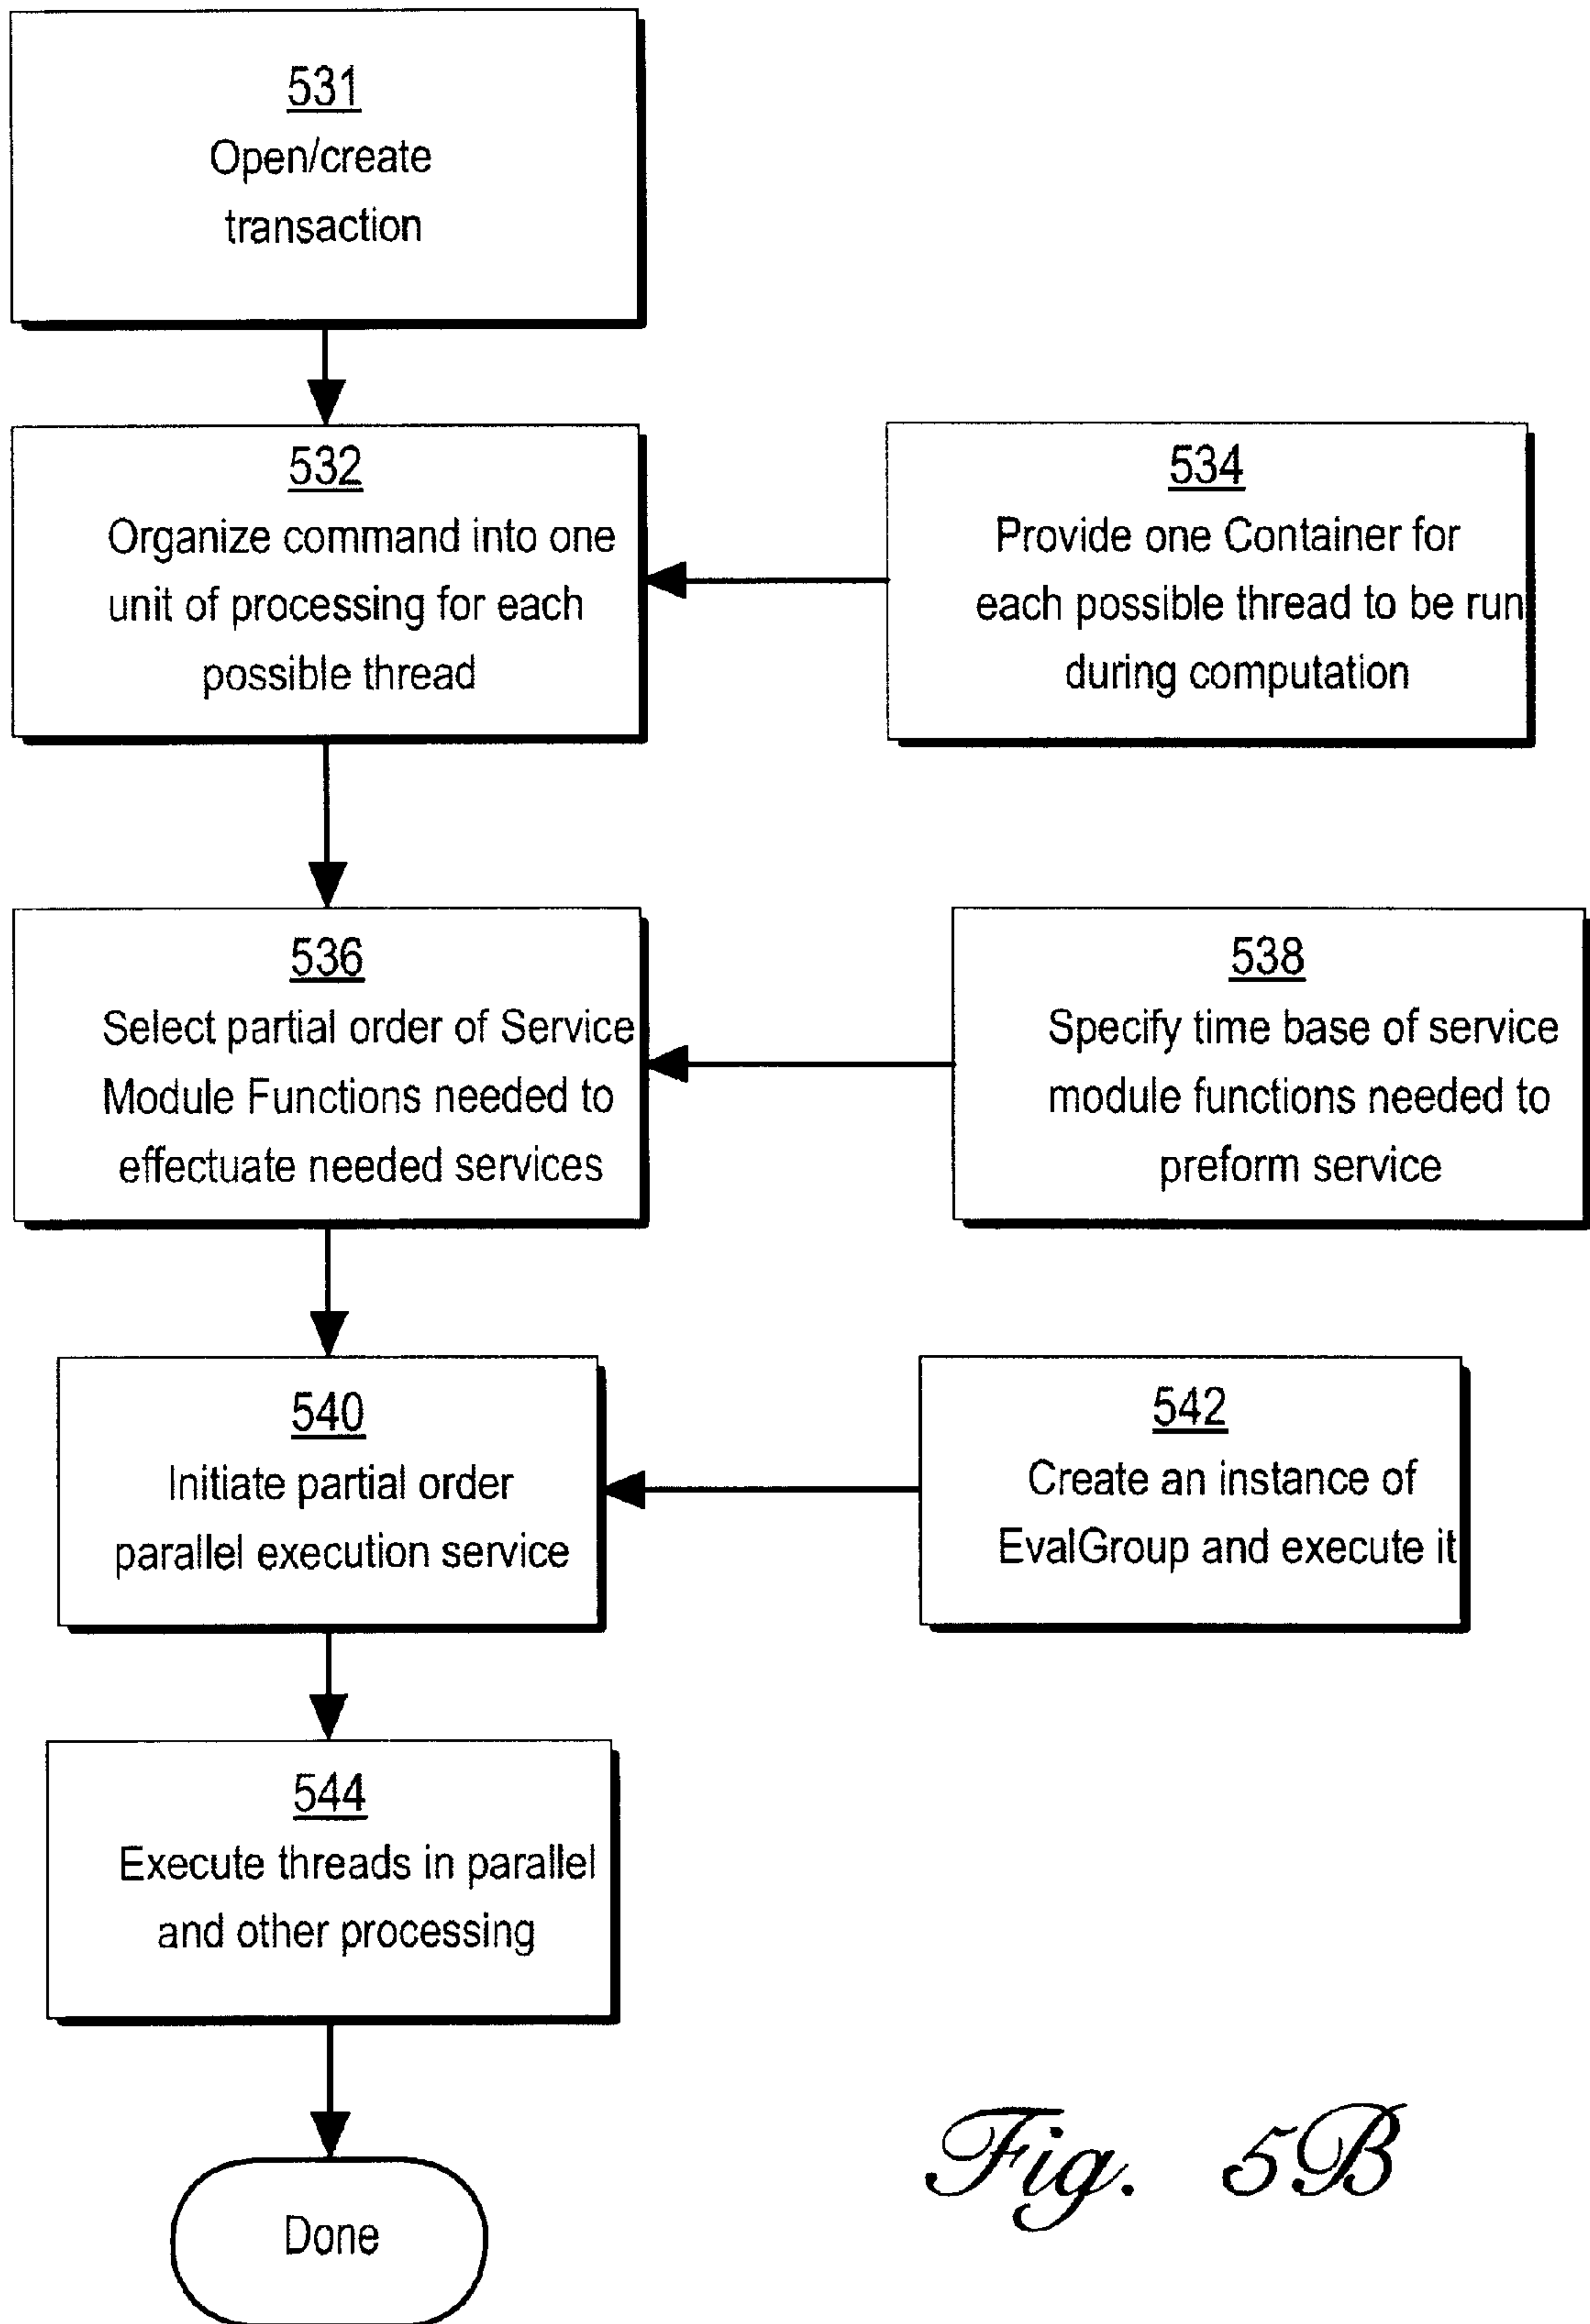 531
Open/create
transaction
532
Organize command into one
unit of processing for each
possible thread
534
Provide one Container for
each possible thread to be run
during computation
536
Select partial order of Service
Module Functions needed to
effectuate needed services
538
Specify time base of service
module functions needed to
preform service
540
Initiate partial order
parallel execution service
542
Create an instance of
EvalGroup and execute it
544
Execute threads in parallel
and other processing
Done
Fig. 5B